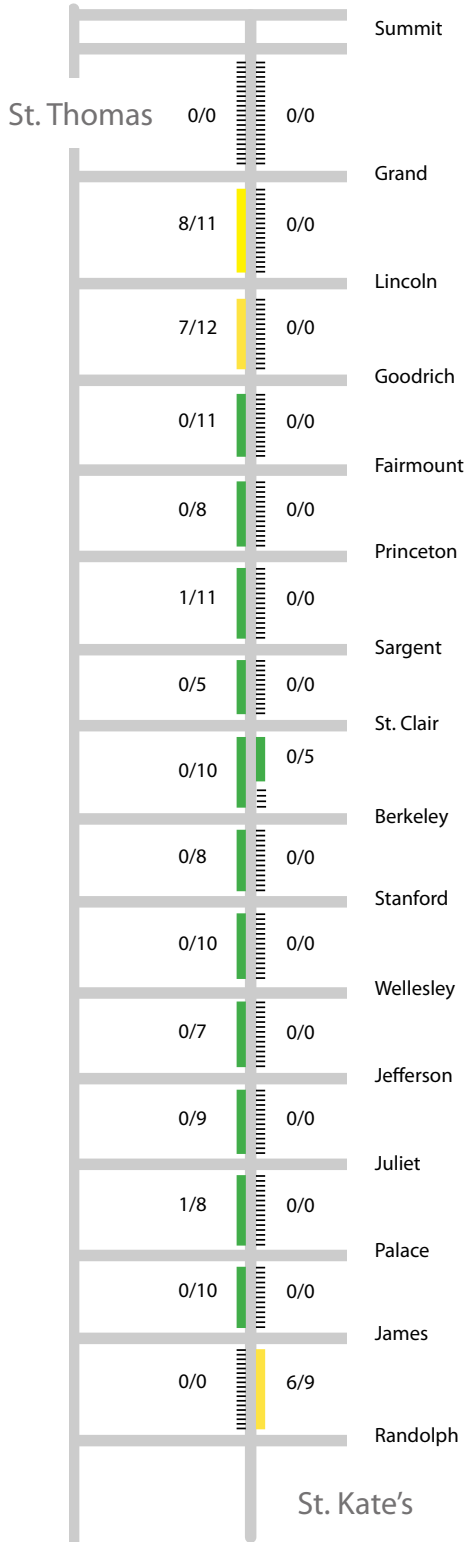 Summit
St. Thomas 0/0 0/0
Grand
8/11 0/0
Lincoln
7/12 0/0
Goodrich
0/11 0/0
Fairmount
0/8 0/0
Princeton
1/11 0/0
Sargent
0/5 0/0
St. Clair
0/10 0/5
Berkeley
0/8 0/0
Stanford
0/10 0/0
Wellesley
0/7 0/0
Jefferson
0/9 0/0
Juliet
1/8 0/0
Palace
0/10 0/0
James
0/0 6/9
Randolph
St. Kate's